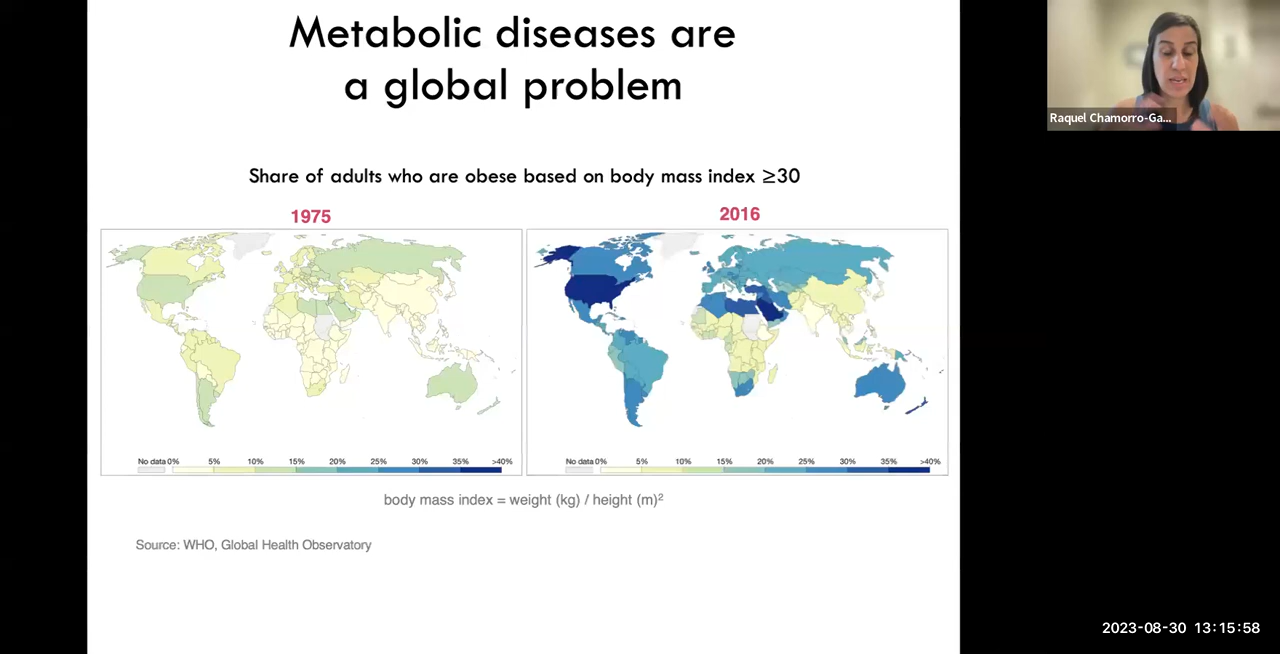 Metabolic diseases are
a global problem
Share of adults who are obese based on body mass index ≥30
1975
2016
No data 0% 5% 10% 15% 20% 25% 30% 35% >40%
No data 0% 5% 10% 15% 20% 25% 30% 35% >40%
body mass index = weight (kg) / height (m)²
Source: WHO, Global Health Observatory
Raquel Chamorro-Ga...
2023-08-30 13:15:58